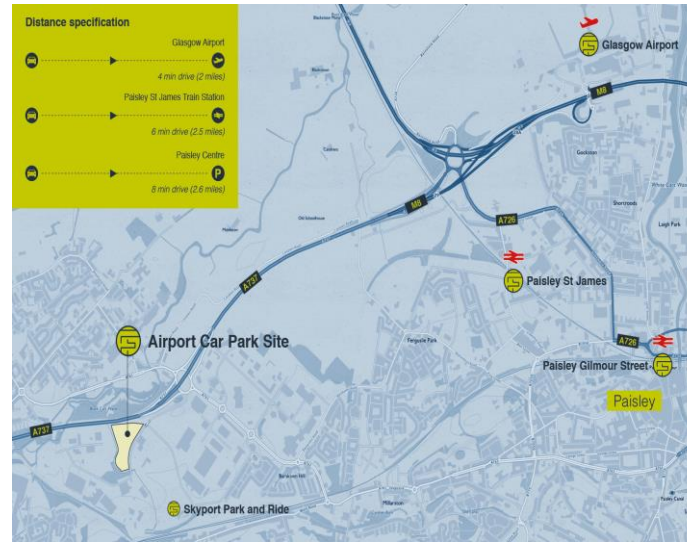 Distance specification
Glasgow Airport
4 min drive (2 miles)
Paisley St James Train Station
6 min drive (2.5 miles)
Paisley Centre
P
8 min drive (2.6 miles)
Glasgow Airport
M8
M8
A726
Paisley St James
A737
Airport Car Park Site
A726
Paisley Gilmour Street
Paisley
A737
Skyport Park and Ride
Ferguslie Park